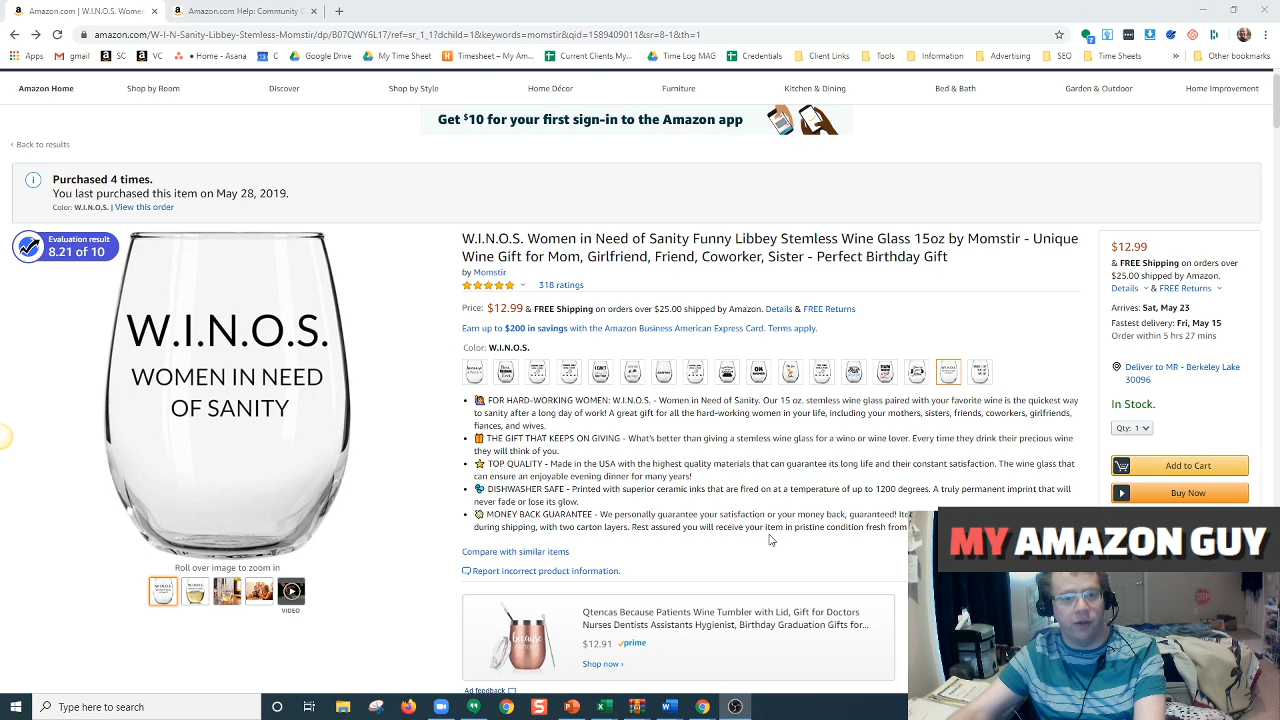 Amazon.com | W.I.N.O.S. Women
Amazon.com Help: Community G
amazon.com/W-I-N-Sanity-Libbey-Stemless-Momstir/dp/B07QWY6L17/ref=sr_1_1?dchild=1&keywords=momstir&qid=1589409011&sr=8-1&th=1
Apps gmail SC VC • Home - Asana C Google Drive My Time Sheet Timesheet – My Am... Current Clients My... Time Log MAG Credentials Client Links Tools Information Advertising SEO Time Sheets » Other bookmarks
Amazon Home Shop by Room Discover Shop by Style Home Décor Furniture Kitchen & Dining Bed & Bath Garden & Outdoor Home Improvement
Get $10 for your first sign-in to the Amazon app
‹ Back to results
Purchased 4 times.
You last purchased this item on May 28, 2019.
Color: W.I.N.O.S. | View this order
Evaluation result
8.21 of 10
W.I.N.O.S.
WOMEN IN NEED
OF SANITY
Roll over image to zoom in
VIDEO
W.I.N.O.S. Women in Need of Sanity Funny Libbey Stemless Wine Glass 15oz by Momstir - Unique
Wine Gift for Mom, Girlfriend, Friend, Coworker, Sister - Perfect Birthday Gift
by Momstir
318 ratings
Price: $12.99 & FREE Shipping on orders over $25.00 shipped by Amazon. Details & FREE Returns
Earn up to $200 in savings with the Amazon Business American Express Card. Terms apply.
Color: W.I.N.O.S.
• FOR HARD-WORKING WOMEN: W.I.N.O.S. - Women in Need of Sanity. Our 15 oz. stemless wine glass paired with your favorite wine is the quickest way
to sanity after a long day of work! A great gift for all the hard-working women in your life, including your mothers, sisters, friends, coworkers, girlfriends,
fiances, and wives.
• THE GIFT THAT KEEPS ON GIVING - What's better than giving a stemless wine glass for a wino or wine lover. Every time they drink their precious wine
they will think of you.
• TOP QUALITY - Made in the USA with the highest quality materials that can guarantee its long life and their constant satisfaction. The wine glass that
can ensure an enjoyable evening dinner for many years!
• DISHWASHER SAFE - Printed with superior ceramic inks that are fired on at a temperature of up to 1200 degrees. A truly permanent imprint that will
never fade or lose its glow.
• MONEY BACK GUARANTEE - We personally guarantee your satisfaction or your money back, guaranteed!
during shipping, with two carton layers. Rest assured you will receive your item in pristine condition fresh from
Compare with similar items
Report incorrect product information.
because
Qtencas Because Patients Wine Tumbler with Lid, Gift for Doctors
Nurses Dentists Assistants Hygienist, Birthday Graduation Gifts for...
$12.91 prime
Shop now ›
Ad feedback
$12.99
& FREE Shipping on orders over
$25.00 shipped by Amazon.
Details & FREE Returns
Arrives: Sat, May 23
Fastest delivery: Fri, May 15
Order within 5 hrs 27 mins
Deliver to MR - Berkeley Lake
30096
In Stock.
Qty: 1
Add to Cart
Buy Now
MY AMAZON GUY
STOP
Type here to search